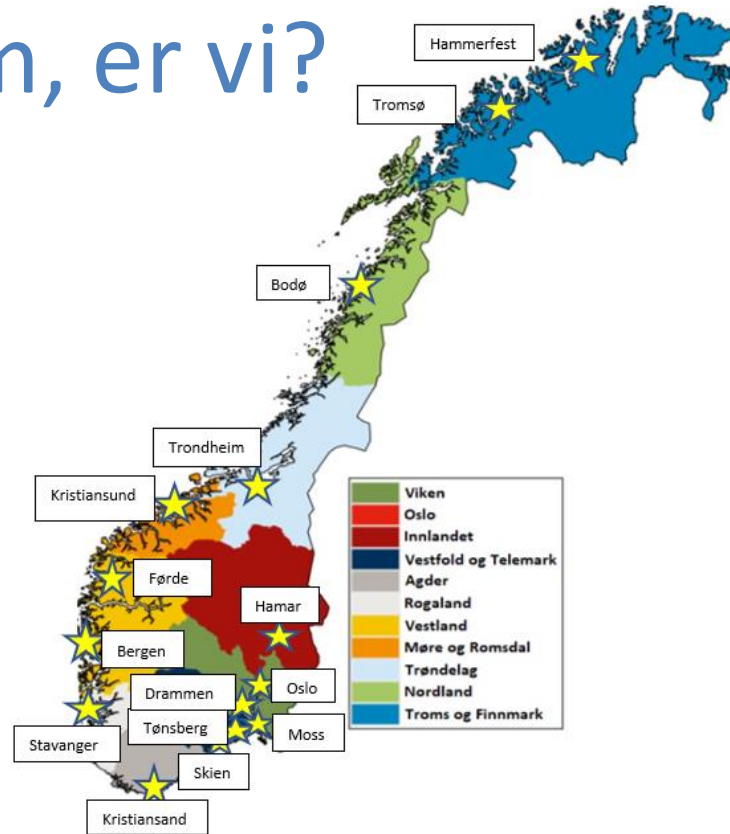 m, er vi?
Hammerfest
Tromsø
Bodø
Trondheim
Kristiansund
Førde
Hamar
Bergen
Drammen
Oslo
Tønsberg
Moss
Stavanger
Skien
Kristiansand
Viken
Oslo
Innlandet
Vestfold og Telemark
Agder
Rogaland
Vestland
Møre og Romsdal
Trøndelag
Nordland
Troms og Finnmark